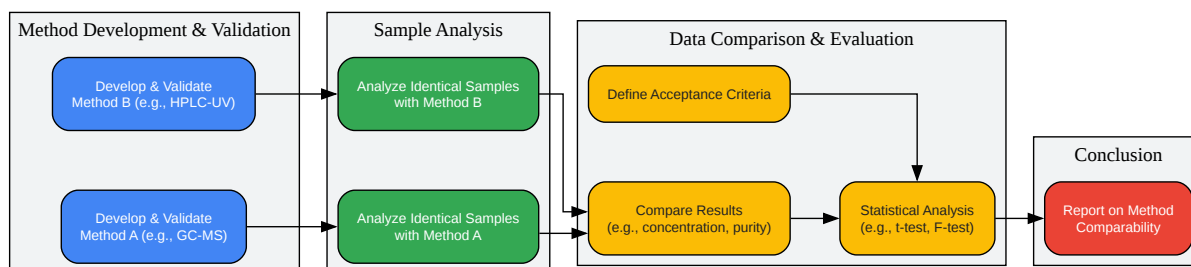 Method Development & Validation
Develop & Validate
Method B (e.g., HPLC-UV)
Develop & Validate
Method A (e.g., GC-MS)
Sample Analysis
Analyze Identical Samples
with Method B
Analyze Identical Samples
with Method A
Data Comparison & Evaluation
Define Acceptance Criteria
Compare Results
(e.g., concentration, purity)
Statistical Analysis
(e.g., t-test, F-test)
Conclusion
Report on Method
Comparability